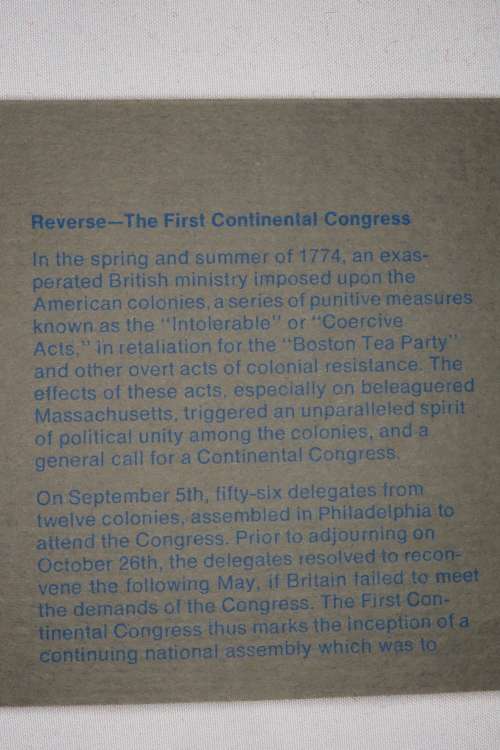 Reverse—The First Continental Congress
In the spring and summer of 1774, an exas-
perated British ministry imposed upon the
American colonies, a series of punitive measures
known as the "Intolerable" or "Coercive
Acts," in retaliation for the "Boston Tea Party"
and other overt acts of colonial resistance. The
effects of these acts, especially on beleaguered
Massachusetts, triggered an unparalleled spirit
of political unity among the colonies, and a
general call for a Continental Congress.
On September 5th, fifty-six delegates from
twelve colonies, assembled in Philadelphia to
attend the Congress. Prior to adjourning on
October 26th, the delegates resolved to recon-
vene the following May, if Britain failed to meet
the demands of the Congress. The First Con-
tinental Congress thus marks the inception of a
continuing national assembly which was to